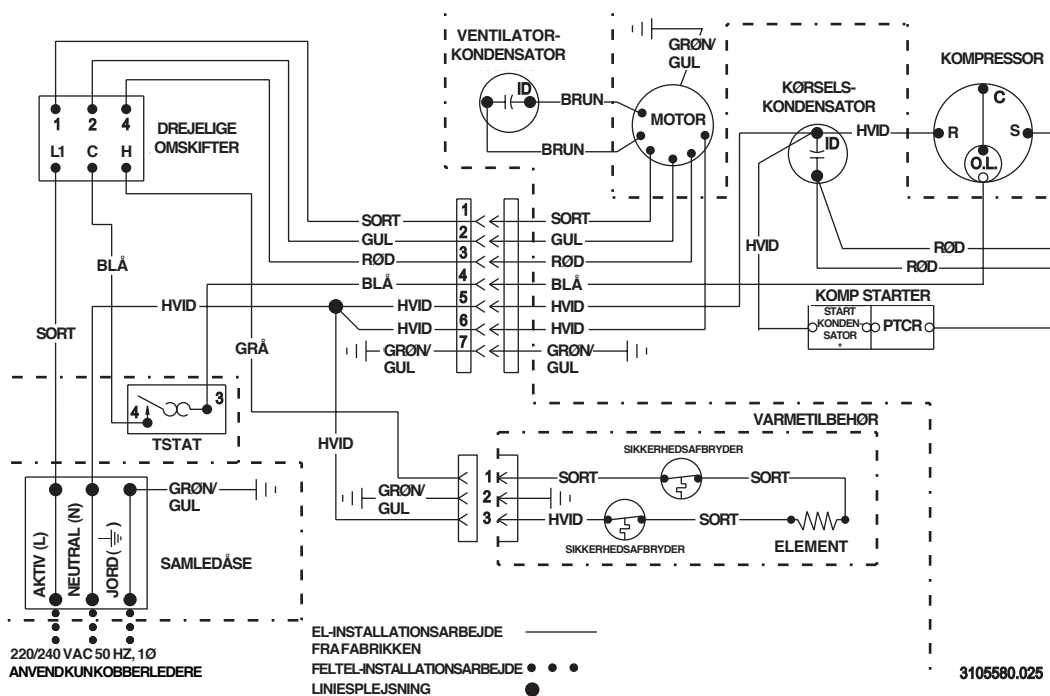 VENTILATOR-
KONDENSATOR
ID
BRUN
BRUN
GRØN/
GUL
MOTOR
KØRSELS-
KONDENSATOR
ID
HVID
KOMPRESSOR
C
R
S
O.L.
1 2 4
L1 C H
DREJELIGE
OMSKIFTER
SORT
GUL
RØD
BLÅ
HVID
HVID
HVID
GRØN/
GUL
1
2
3
4
5
6
7
SORT
GUL
RØD
BLÅ
HVID
HVID
GRØN/
GUL
HVID
RØD
RØD
KOMP STARTER
START
KONDEN-
SATOR
*
PTCR
BLÅ
SORT
GRÅ
4
3
TSTAT
HVID
VARMETILBEHØR
SIKKERHEDSAFBRYDER
1
2
3
SORT
SORT
GRØN/
GUL
HVID
SORT
SIKKERHEDSAFBRYDER
ELEMENT
AKTIV (L)
NEUTRAL (N)
JORD( )
GRØN/
GUL
SAMLEDÅSE
220/240 VAC 50 HZ, 1Ø
ANVENDKUNKOBBERLEDERE
EL-INSTALLATIONSARBEJDE
FRAFABRIKKEN
FELTEL-INSTALLATIONSARBEJDE
LINIESPLEJSNING
3105580.025